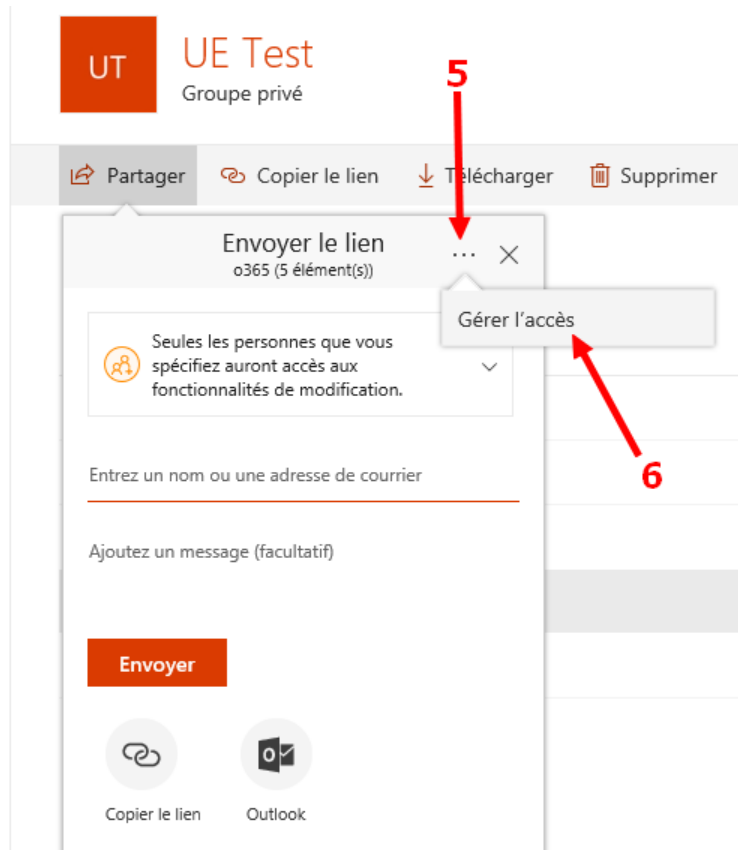 UT
UE Test
Groupe privé
5
Partager
Copier le lien
Télécharger
Supprimer
Envoyer le lien
o365 (5 élément(s))
...
Gérer l'accès
Seules les personnes que vous
spécifiez auront accès aux
fonctionnalités de modification.
6
Entrez un nom ou une adresse de courrier
Ajoutez un message (facultatif)
Envoyer
Copier le lien
Outlook